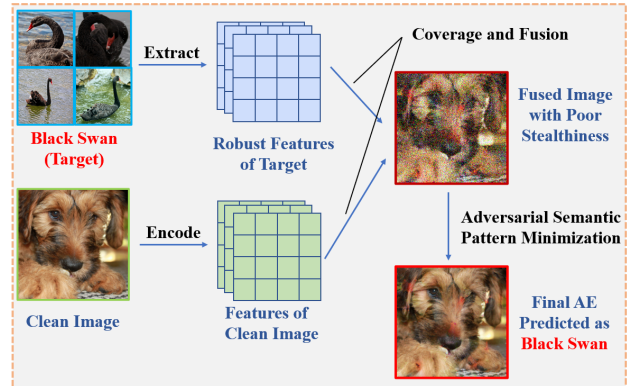 Extract
Coverage and Fusion
Black Swan
(Target)
Robust Features
of Target
Fused Image
with Poor
Stealthiness
Encode
Adversarial Semantic
Pattern Minimization
Clean Image
Features of
Clean Image
Final AE
Predicted as
Black Swan